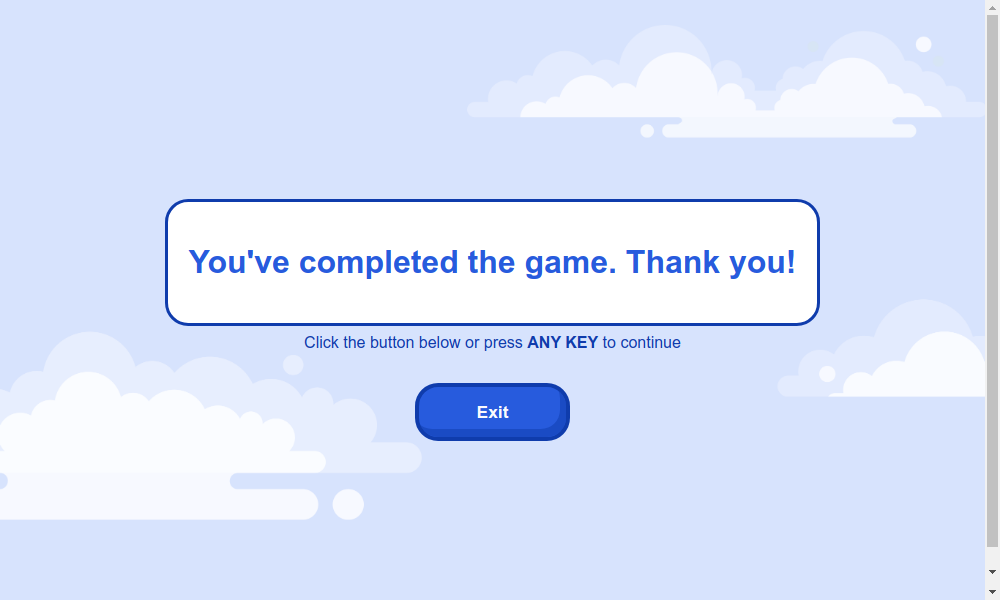 You've completed the game. Thank you!
Click the button below or press ANY KEY to continue
Exit